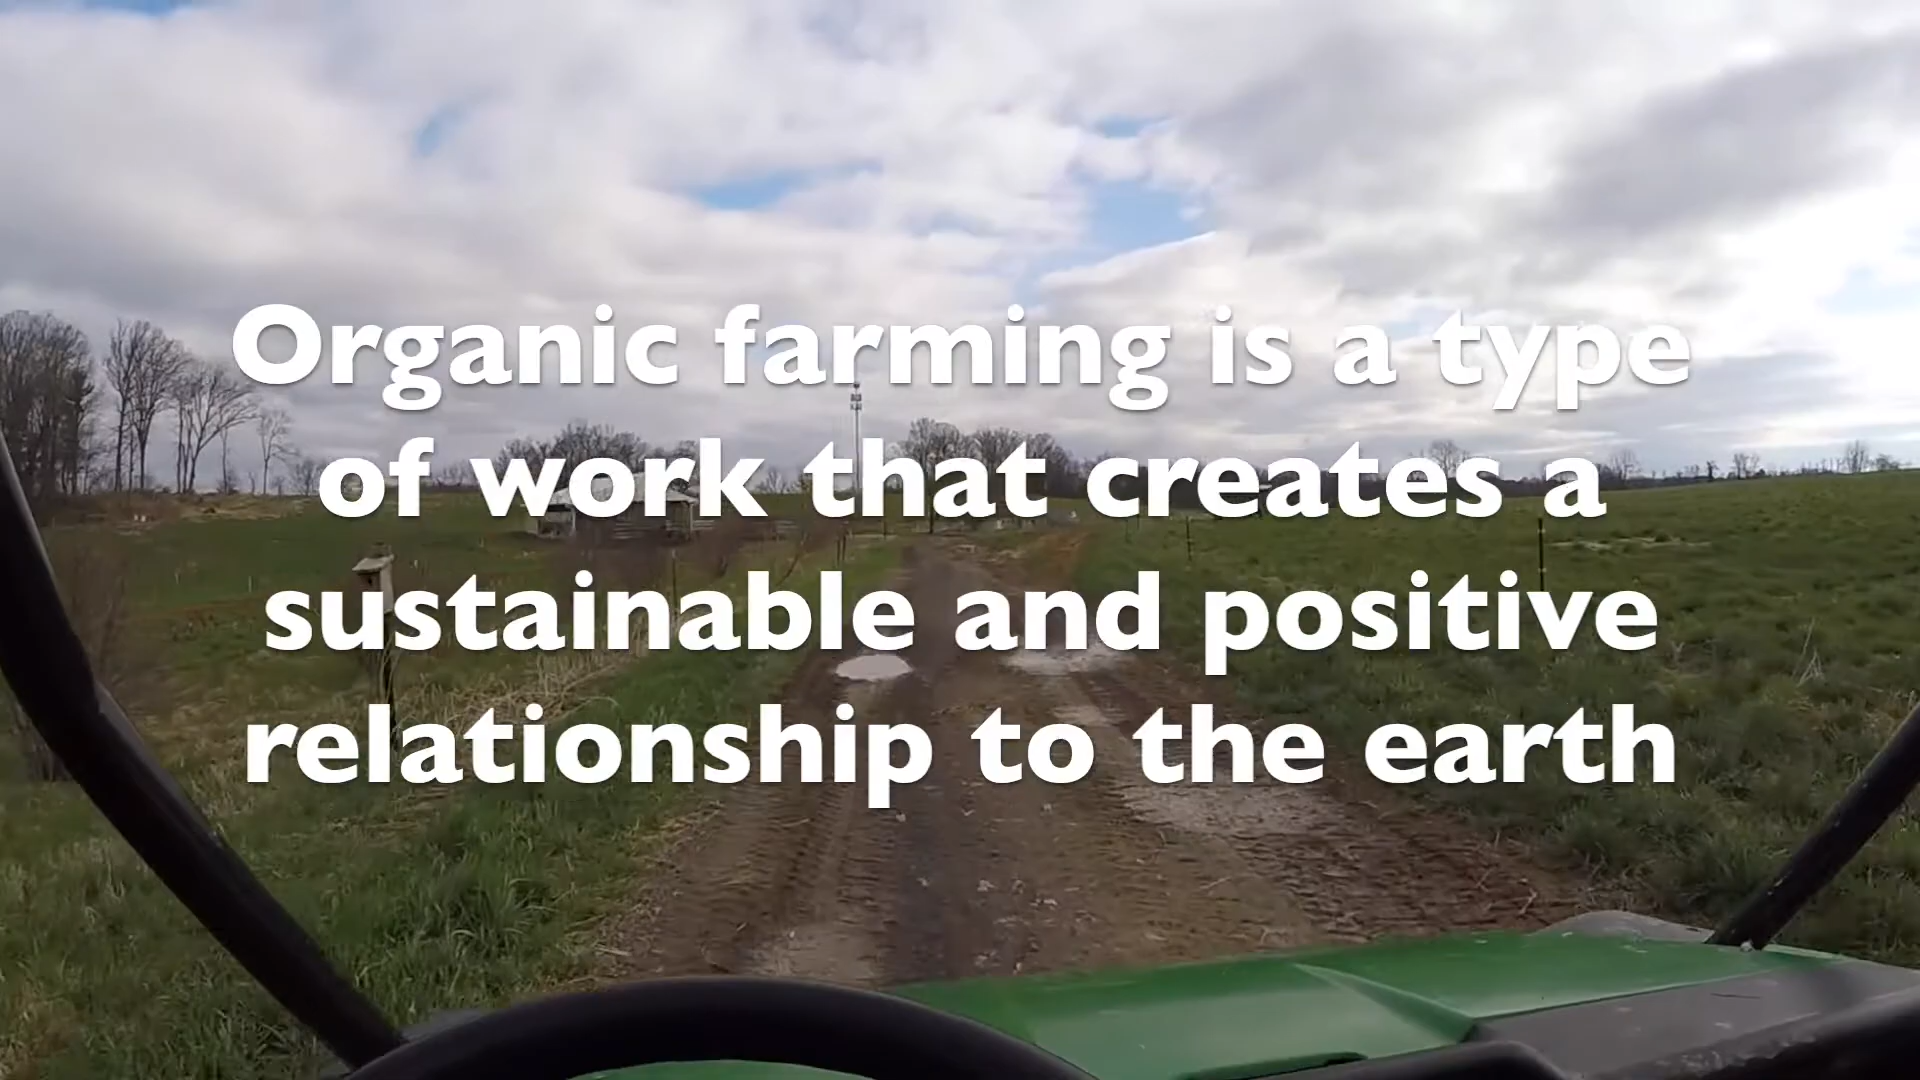 Organic farming is a type
of work that creates a
sustainable and positive
relationship to the earth